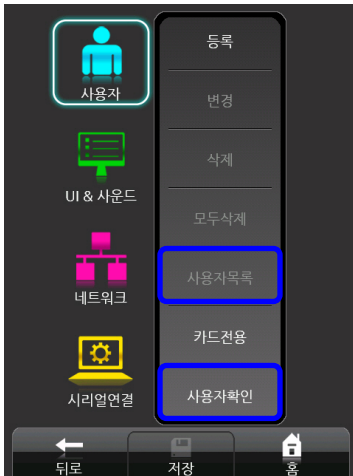 사용자
UI & 사운드
네트워크
시리얼연결
등록
변경
삭제
모두삭제
사용자목록
카드전용
사용자확인
뒤로
저장
홈